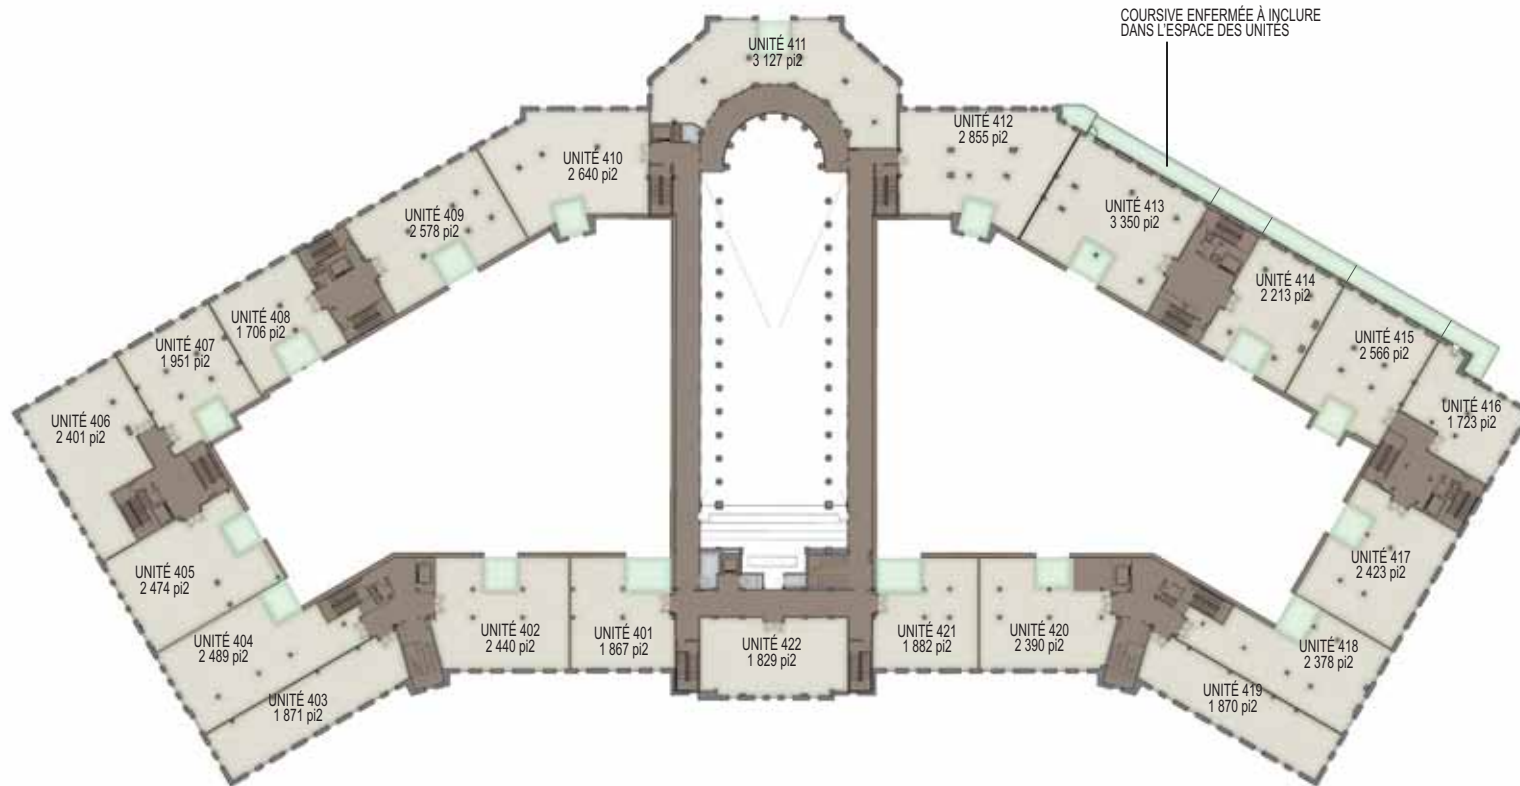 COURSIVE ENFERMÉE À INCLURE
DANS L'ESPACE DES UNITÉS
UNITÉ 411
3 127 pi2
UNITÉ 412
2 855 pi2
UNITÉ 410
2 640 pi2
UNITÉ 409
2 578 pi2
UNITÉ 413
3 350 pi2
UNITÉ 408
1 706 pi2
UNITÉ 414
2 213 pi2
UNITÉ 407
1 951 pi2
UNITÉ 415
2 566 pi2
UNITÉ 406
2 401 pi2
UNITÉ 416
1 723 pi2
UNITÉ 405
2 474 pi2
UNITÉ 417
2 423 pi2
UNITÉ 404
2 489 pi2
UNITÉ 402
2 440 pi2
UNITÉ 401
1 867 pi2
UNITÉ 422
1 829 pi2
UNITÉ 421
1 882 pi2
UNITÉ 420
2 390 pi2
UNITÉ 418
2 378 pi2
UNITÉ 403
1 871 pi2
UNITÉ 419
1 870 pi2